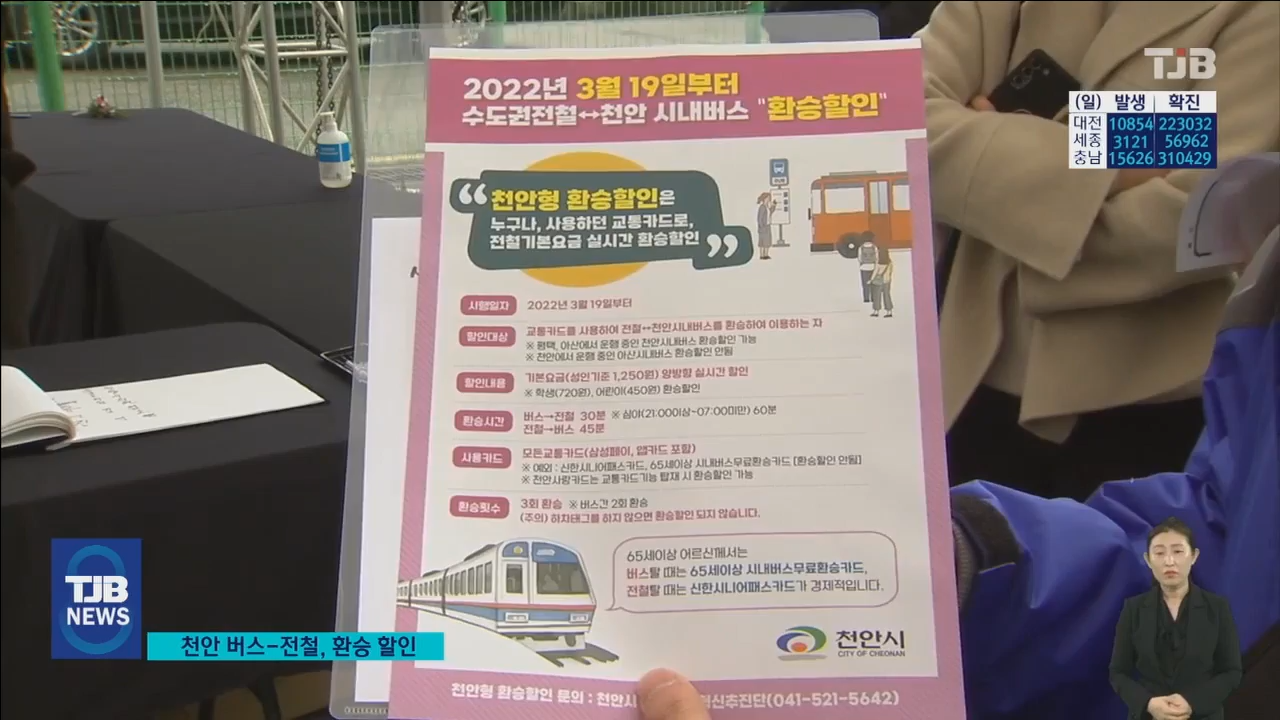 TJB
(일) 발생 확진
대전 10854 223032
세종 3121 56962
충남 15626 310429
2022년 3월 19일부터
수도권전철↔천안 시내버스 "환승할인"
“천안형 환승할인은
누구나, 사용하던 교통카드로,
전철기본요금 실시간 환승할인”
시행일자 2022년 3월 19일부터
할인대상 교통카드를 사용하여 전철↔천안시내버스를 환승하여 이용하는 자
※ 평택, 아산에서 운행 중인 천안시내버스 환승할인 가능
※ 천안에서 운행 중인 아산시내버스 환승할인 안됨
할인내용 기본요금(성인기준 1,250원) 양방향 실시간 할인
※ 학생(720원), 어린이(450원) 환승할인
환승시간 버스→전철 30분 ※ 심야(21:00이상~07:00미만) 60분
전철→버스 45분
사용카드 모든교통카드(삼성페이, 앱카드 포함)
※ 예외 : 신한시니어패스카드, 65세이상 시내버스무료환승카드 [환승할인 안됨]
※ 천안사랑카드는 교통카드기능 탑재 시 환승할인 가능
환승횟수 3회 환승 ※ 버스간 2회 환승
(주의) 하차태그를 하지 않으면 환승할인 되지 않습니다.
65세이상 어르신께서는
버스탈 때는 65세이상 시내버스무료환승카드,
전철탈 때는 신한시니어패스카드가 경제적입니다.
천안시
CITY OF CHEONAN
천안형 환승할인 문의 : 천안시 혁신추진단(041-521-5642)
TJB
NEWS
천안 버스-전철, 환승 할인